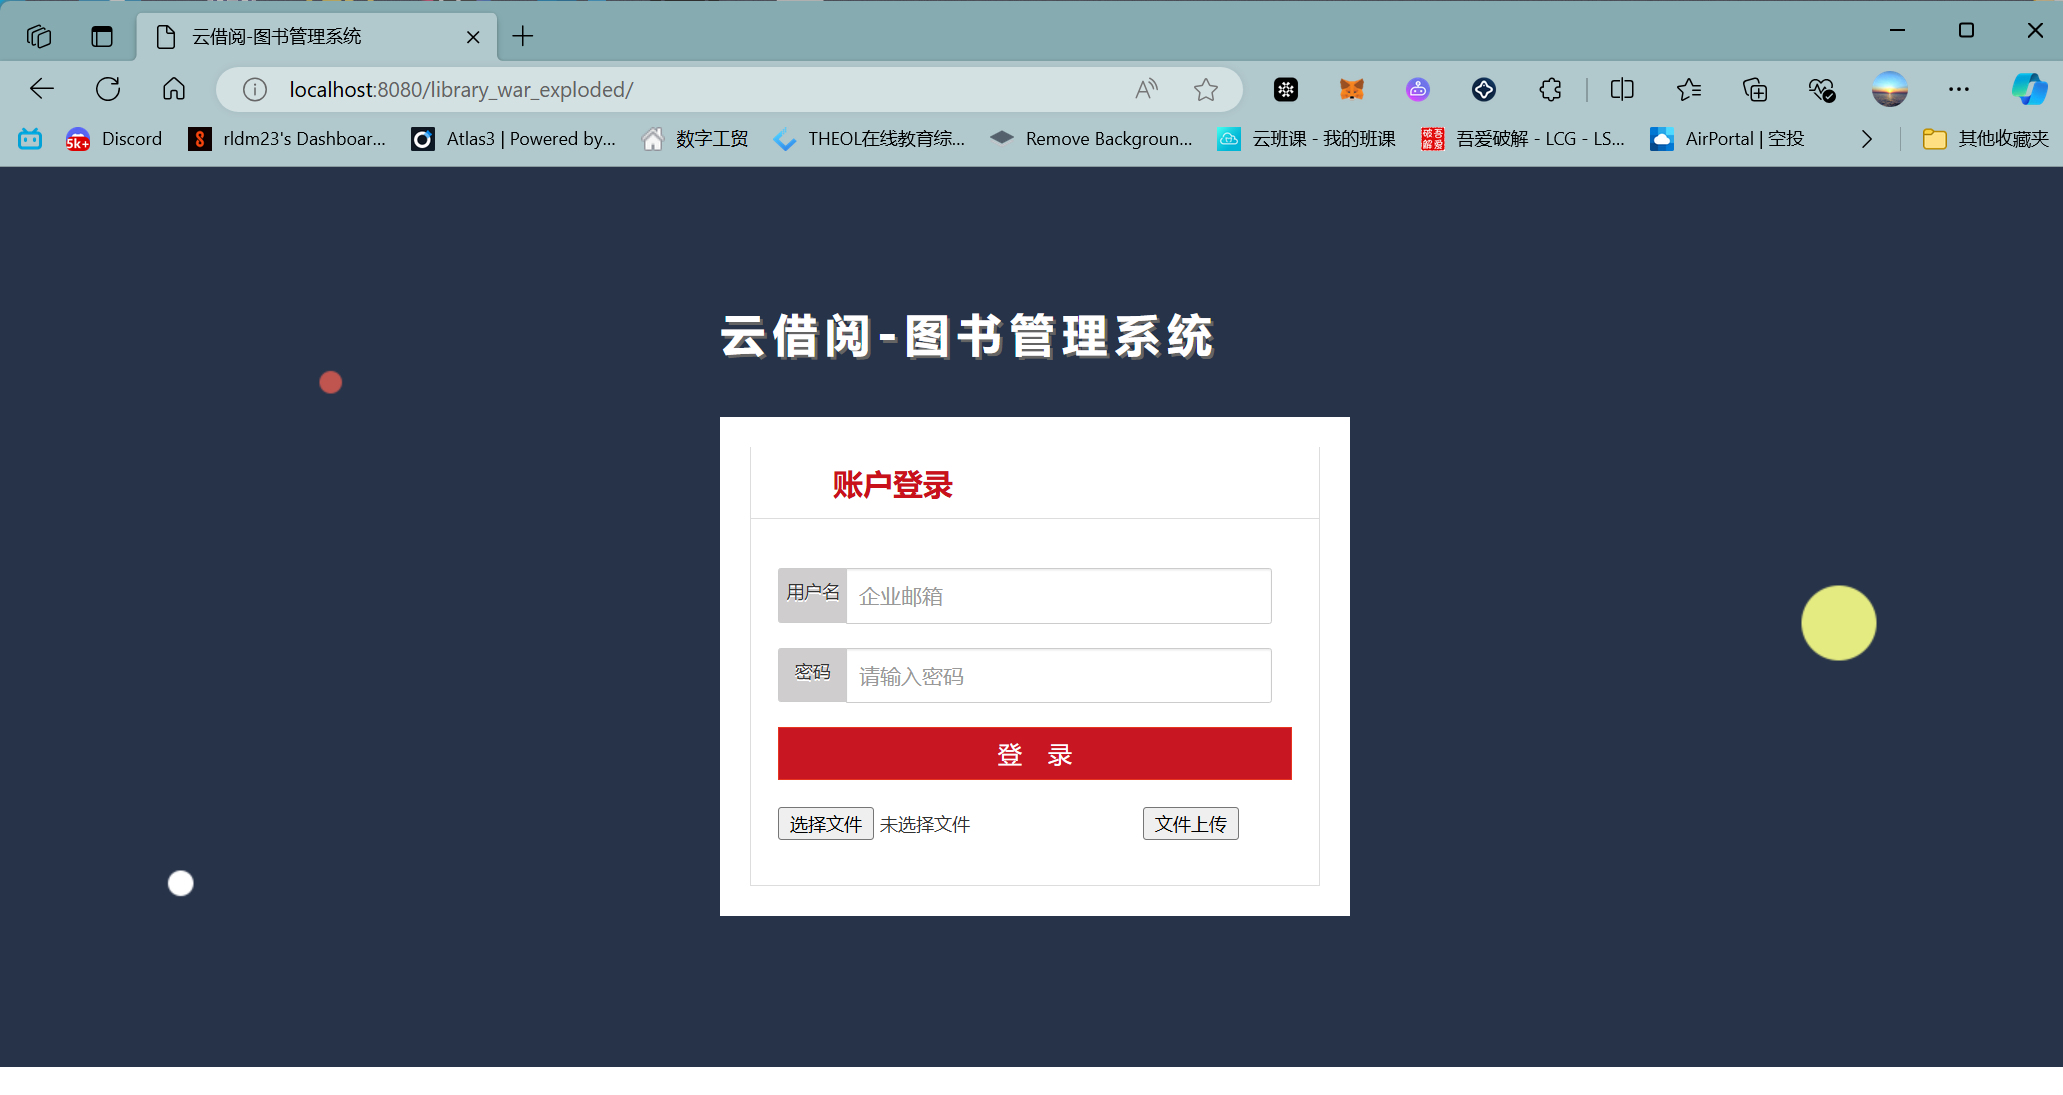 云借阅-图书管理系统
localhost:8080/library_war_exploded/
5k+ Discord rldm23's Dashboar... Atlas3 | Powered by... 数字工贸 THEOL在线教育综... Remove Backgroun... 云班课 - 我的班课 吾爱破解 吾爱破解 - LCG - LS... AirPortal | 空投 其他收藏夹
云借阅-图书管理系统
账户登录
用户名 企业邮箱
密码 请输入密码
登 录
选择文件 未选择文件 文件上传